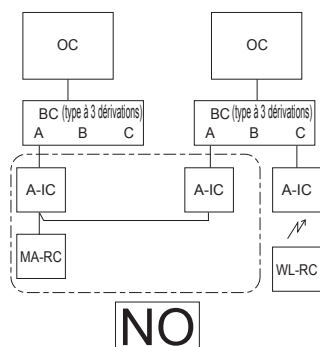 OC
OC
BC (type à 3 dérivations)
A B C
BC (type à 3 dérivations)
A B C
A-IC
A-IC
A-IC
MA-RC
WL-RC
NO